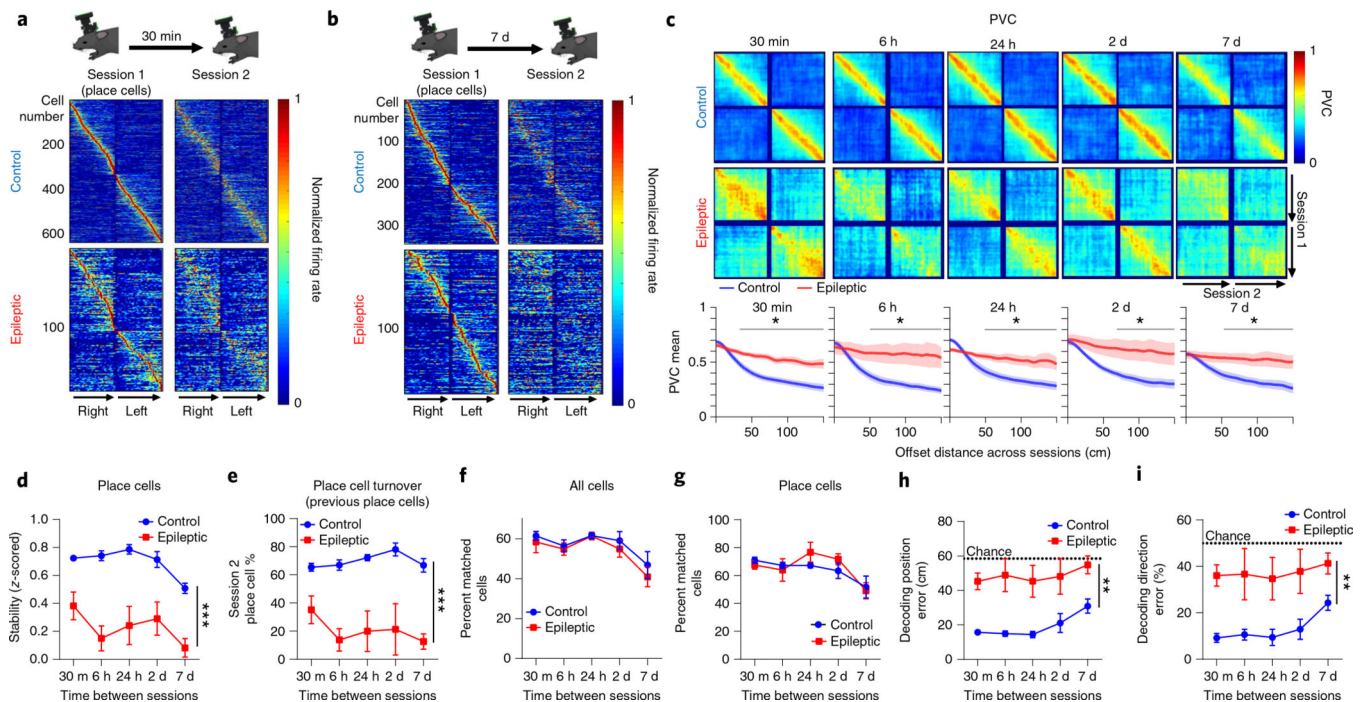 a
30 min
Session 1
(place cells)
Session 2
Cell
number
200
400
600
Control
100
Epileptic
Right
Left
Right
Left
1
0
Normalized firing rate
b
7 d
Session 1
(place cells)
Session 2
Cell
number
100
200
300
Control
100
Epileptic
Right
Left
Right
Left
1
0
Normalized firing rate
c
PVC
30 min
6 h
24 h
2 d
7 d
Control
Epileptic
1
0
PVC
Session 1
Session 2
Control
Epileptic
30 min
6 h
24 h
2 d
7 d
*
*
*
*
*
1
0.5
0
1
PVC mean
50
100
50
100
50
100
50
100
50
100
Offset distance across sessions (cm)
d
Place cells
Control
Epileptic
1.0
0.8
0.6
0.4
0.2
0.0
Stability (z-scored)
***
30 m
6 h
24 h
2 d
7 d
Time between sessions
e
Place cell turnover
(previous place cells)
Control
Epileptic
100
80
60
40
20
0
Session 2
place cell %
***
30 m
6 h
24 h
2 d
7 d
Time between sessions
f
All cells
100
80
60
40
20
0
Percent matched
cells
Control
Epileptic
30 m
6 h
24 h
2 d
7 d
Time between sessions
g
Place cells
100
80
60
40
20
0
Percent matched
cells
Control
Epileptic
30 m
6 h
24 h
2 d
7 d
Time between sessions
h
Control
Epileptic
Chance
80
60
40
20
0
Decoding position
error (cm)
**
30 m
6 h
24 h
2 d
7 d
Time between sessions
i
Control
Epileptic
Chance
60
40
20
0
Decoding direction
error (%)
**
30 m
6 h
24 h
2 d
7 d
Time between sessions